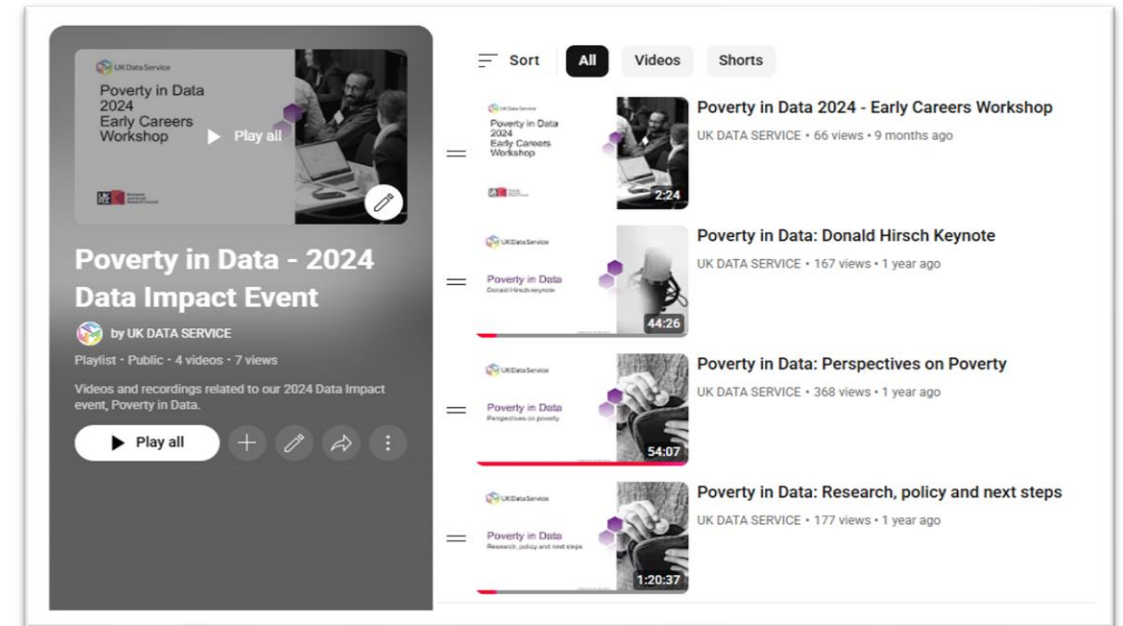 UK Data Service
Poverty in Data
2024
Early Careers
Workshop
Play all
Poverty in Data - 2024
Data Impact Event
by UK DATA SERVICE
Playlist · Public · 4 videos · 7 views
Videos and recordings related to our 2024 Data Impact
event, Poverty in Data.
Play all
Sort
All
Videos
Shorts
UK Data Service
Poverty in Data
2024
Early Careers
Workshop
2:24
Poverty in Data 2024 - Early Careers Workshop
UK DATA SERVICE • 66 views • 9 months ago
UK Data Service
Poverty in Data
Donald Hirsch keynote
44:26
Poverty in Data: Donald Hirsch Keynote
UK DATA SERVICE • 167 views • 1 year ago
UK Data Service
Poverty in Data
Perspectives on poverty
54:07
Poverty in Data: Perspectives on Poverty
UK DATA SERVICE • 368 views • 1 year ago
UK Data Service
Poverty in Data
Research, policy and next steps
1:20:37
Poverty in Data: Research, policy and next steps
UK DATA SERVICE • 177 views • 1 year ago